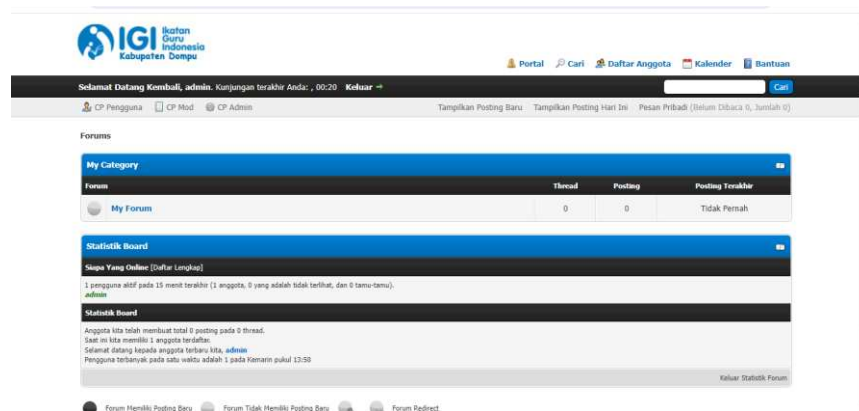 IGI
Ikatan
Guru
Indonesia
Kabupaten Dompu
Portal Cari Daftar Anggota Kalender Bantuan
Selamat Datang Kembali, admin. Kunjungan terakhir Anda: , 00:20 Keluar
Cari
CP Pengguna CP Mod CP Admin Tampilkan Posting Baru Tampilkan Posting Hari Ini Pesan Pribadi (Belum Dibaca 0, Jumlah 0)
Forums
My Category
Forum Thread Posting Posting Terakhir
My Forum 0 0 Tidak Pernah
Statistik Board
Siapa Yang Online [Daftar Lengkap]
1 pengguna aktif pada 15 menit terakhir (1 anggota, 0 yang adalah tidak terlihat, dan 0 tamu-tamu).
admin
Statistik Board
Anggota kita telah membuat total 0 posting pada 0 thread.
Saat ini kita memiliki 1 anggota terdaftar.
Selamat datang kepada anggota terbaru kita, admin
Pengguna terbanyak pada satu waktu adalah 1 pada Kemarin pukul 13:58
Keluar Statistik Forum
Forum Memiliki Posting Baru Forum Tidak Memiliki Posting Baru Forum Redirect